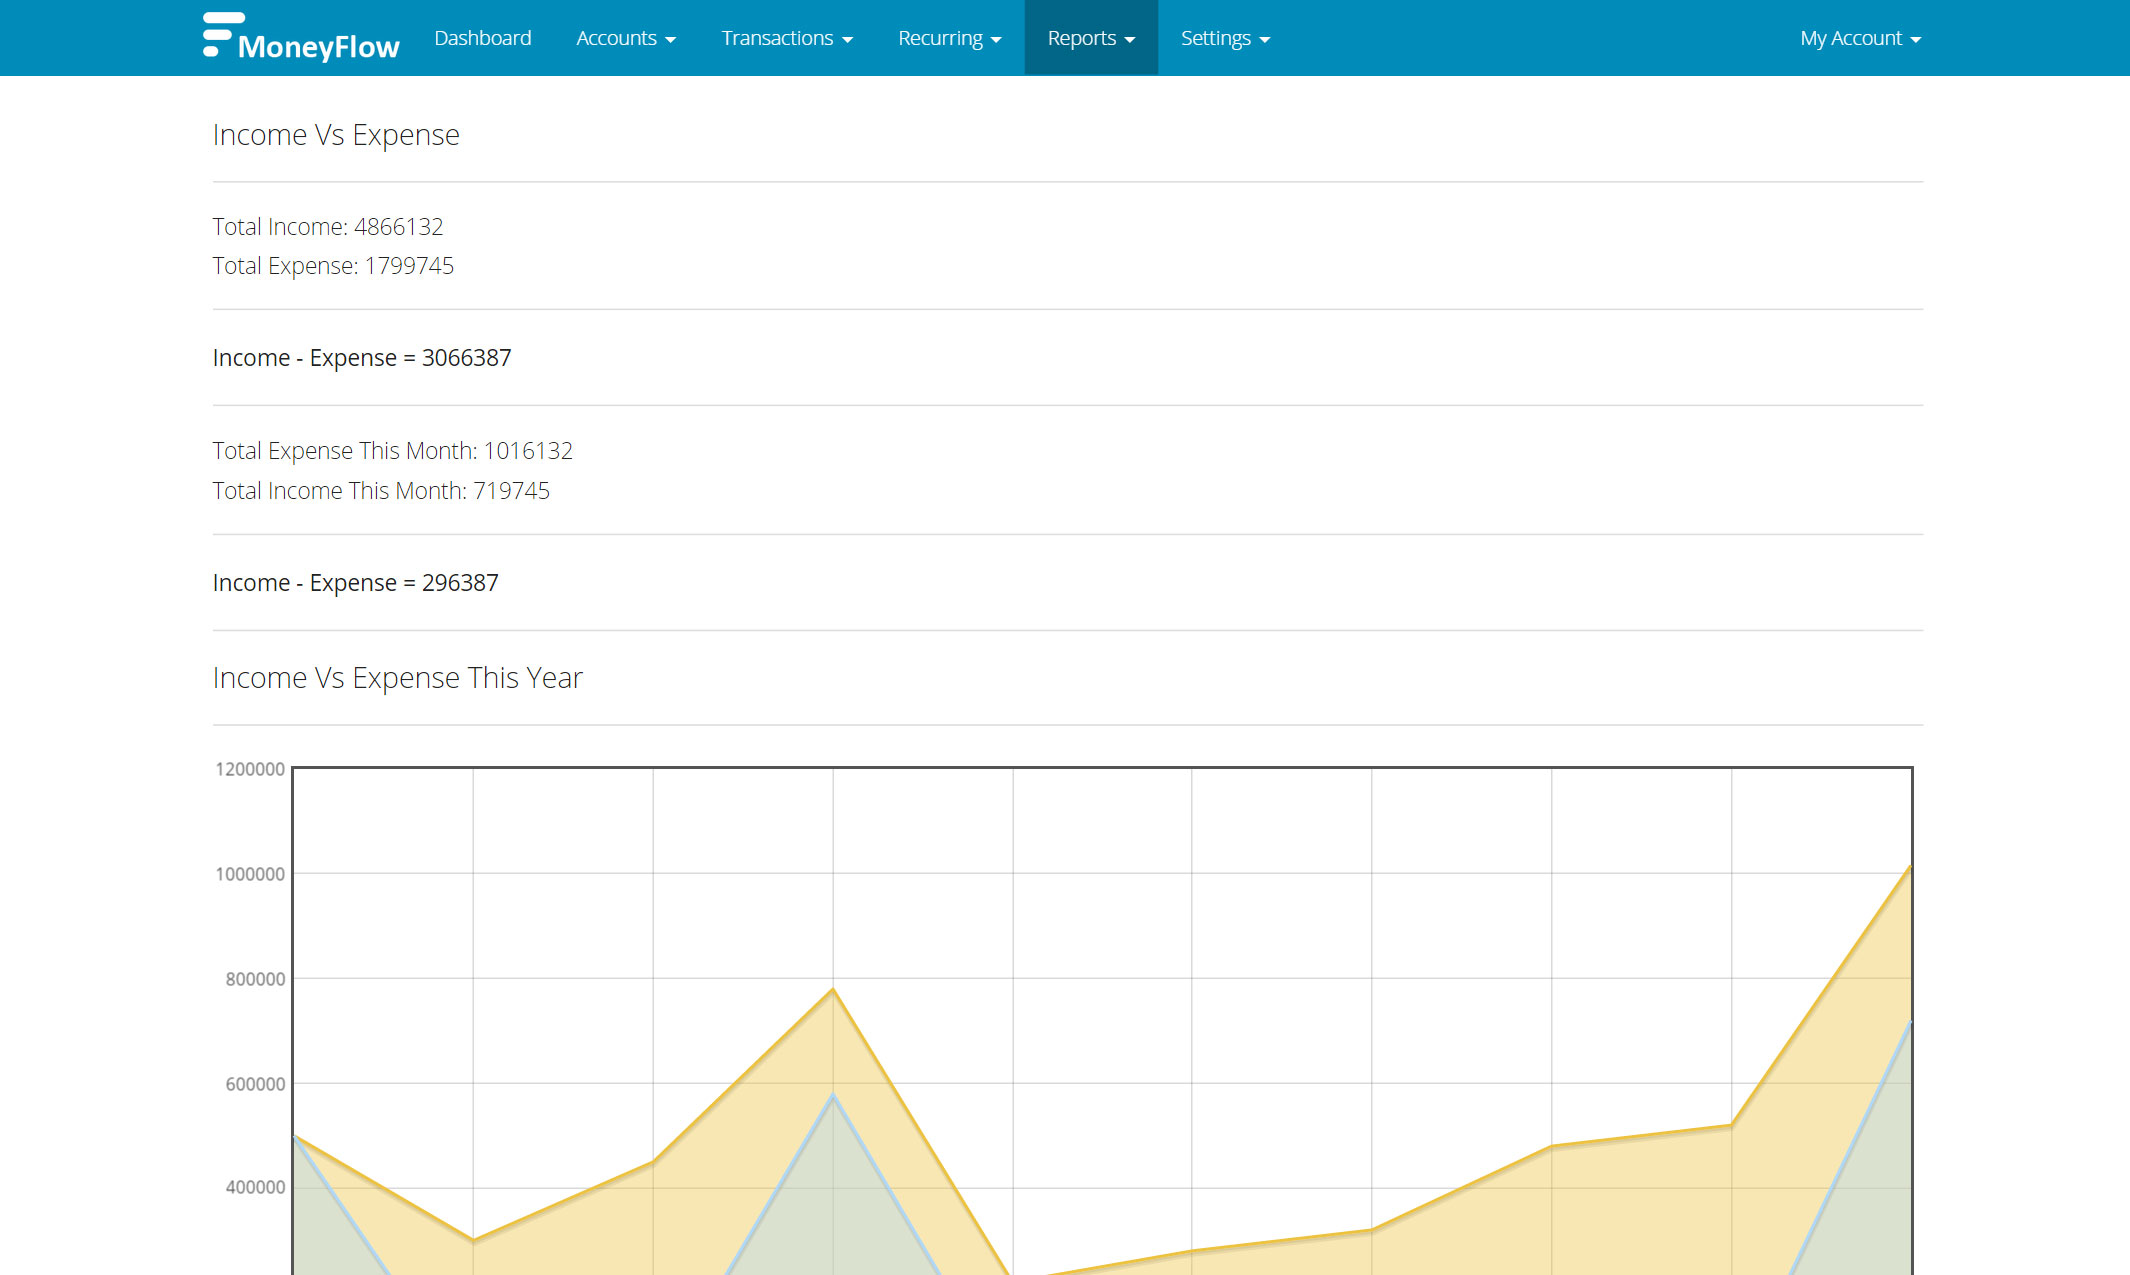 MoneyFlow Dashboard Accounts Transactions Recurring Reports Settings My Account
Income Vs Expense
Total Income: 4866132
Total Expense: 1799745
Income - Expense = 3066387
Total Expense This Month: 1016132
Total Income This Month: 719745
Income - Expense = 296387
Income Vs Expense This Year
1200000
1000000
800000
600000
400000